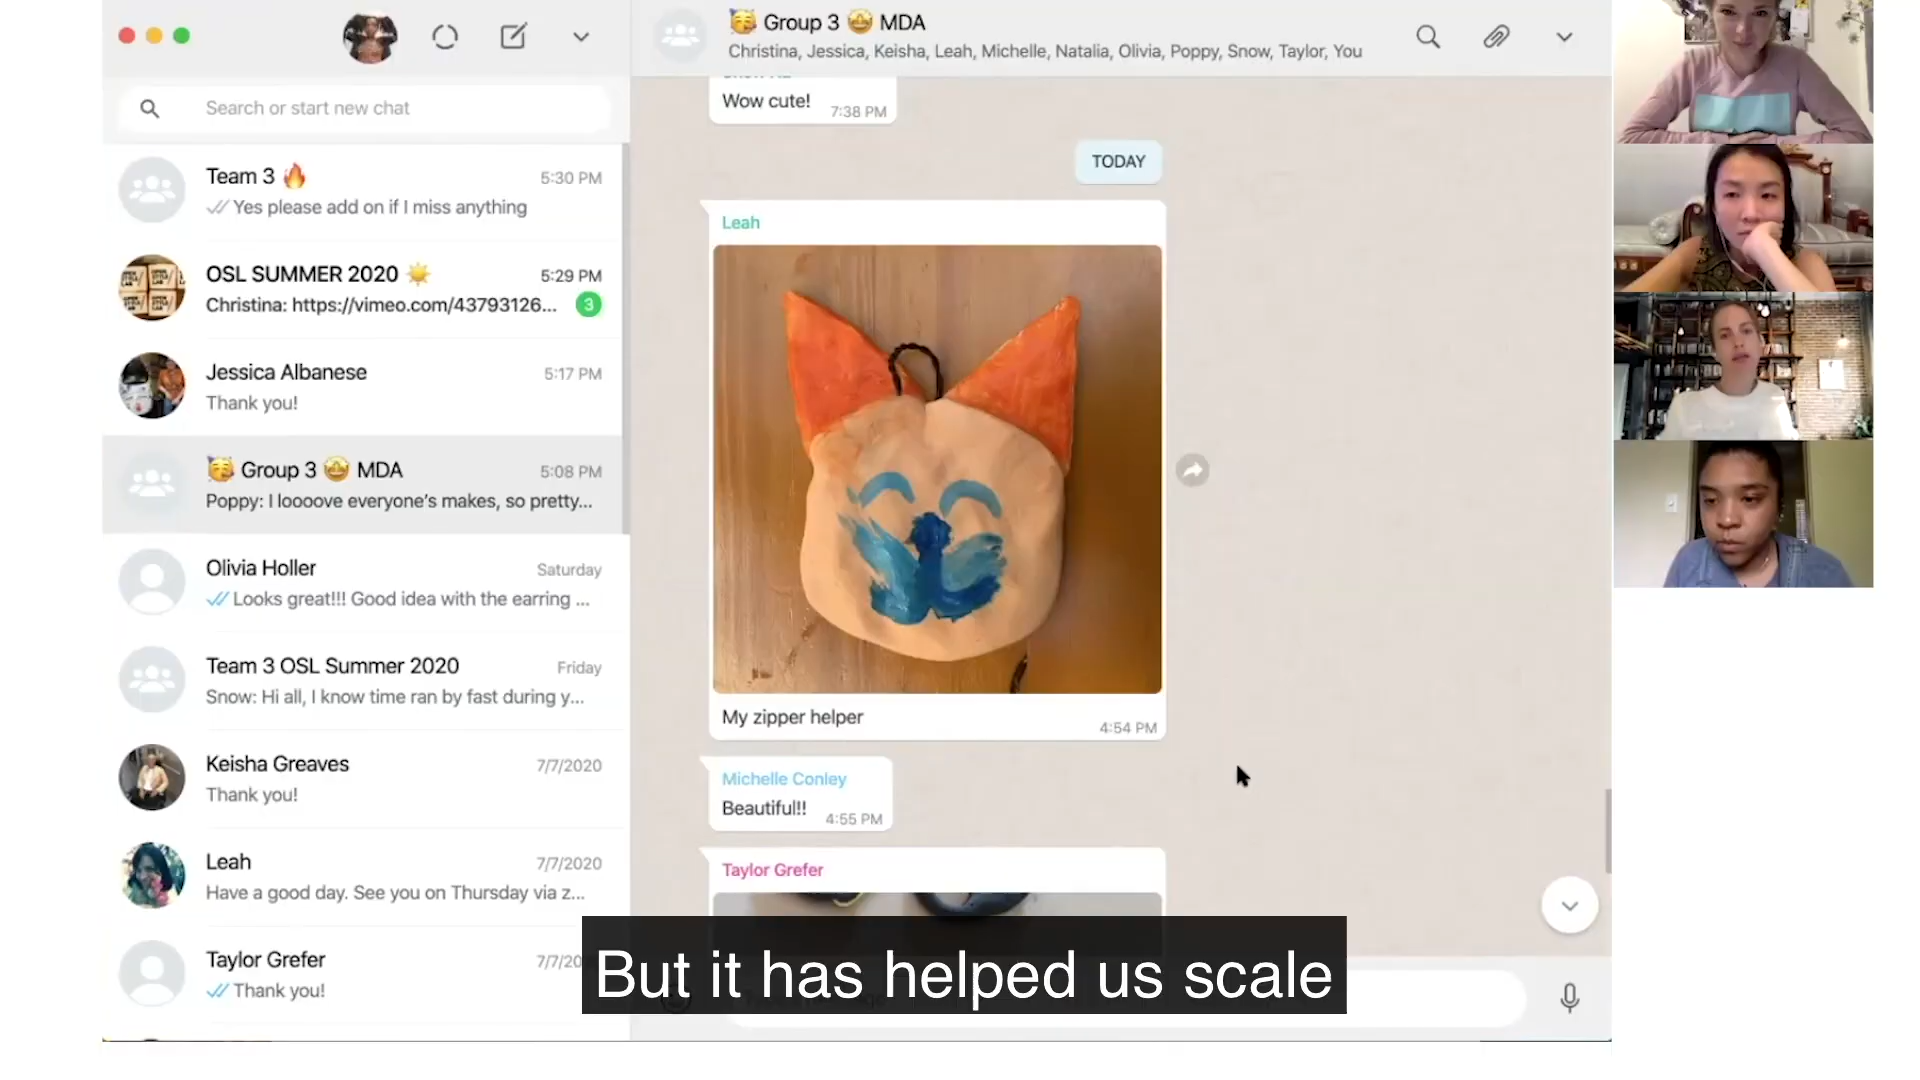 Search or start new chat
Team 3 🔥
5:30 PM
Yes please add on if I miss anything
OSL SUMMER 2020 ☀️
5:29 PM
Christina: https://vimeo.com/43793126...
3
Jessica Albanese
5:17 PM
Thank you!
🥳 Group 3 🤩 MDA
5:08 PM
Poppy: I loooove everyone's makes, so pretty...
Olivia Holler
Saturday
Looks great!!! Good idea with the earring ...
Team 3 OSL Summer 2020
Friday
Snow: Hi all, I know time ran by fast during y...
Keisha Greaves
7/7/2020
Thank you!
Leah
7/7/2020
Have a good day. See you on Thursday via z...
Taylor Grefer
7/7/20
Thank you!
🥳 Group 3 🤩 MDA
Christina, Jessica, Keisha, Leah, Michelle, Natalia, Olivia, Poppy, Snow, Taylor, You
Wow cute!
7:38 PM
TODAY
Leah
My zipper helper
4:54 PM
Michelle Conley
Beautiful!!
4:55 PM
Taylor Grefer
But it has helped us scale